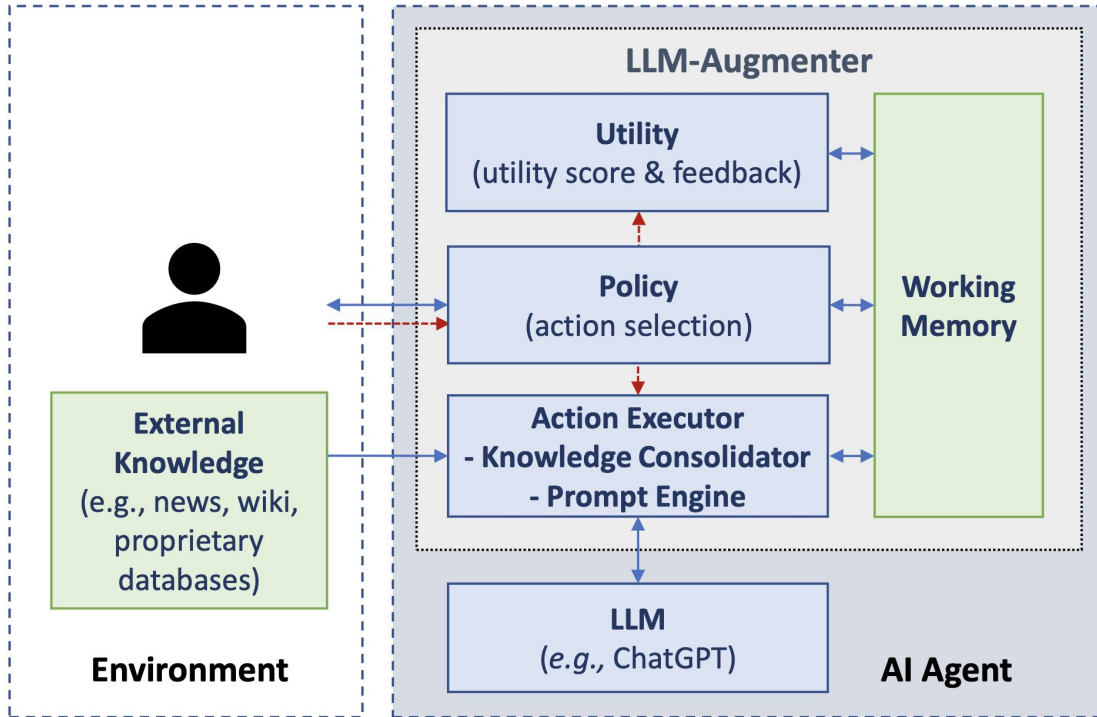 LLM-Augmenter
Utility
(utility score & feedback)
Policy
(action selection)
Working
Memory
External
Knowledge
(e.g., news, wiki,
proprietary
databases)
Action Executor
- Knowledge Consolidator
- Prompt Engine
LLM
(e.g., ChatGPT)
Environment
AI Agent